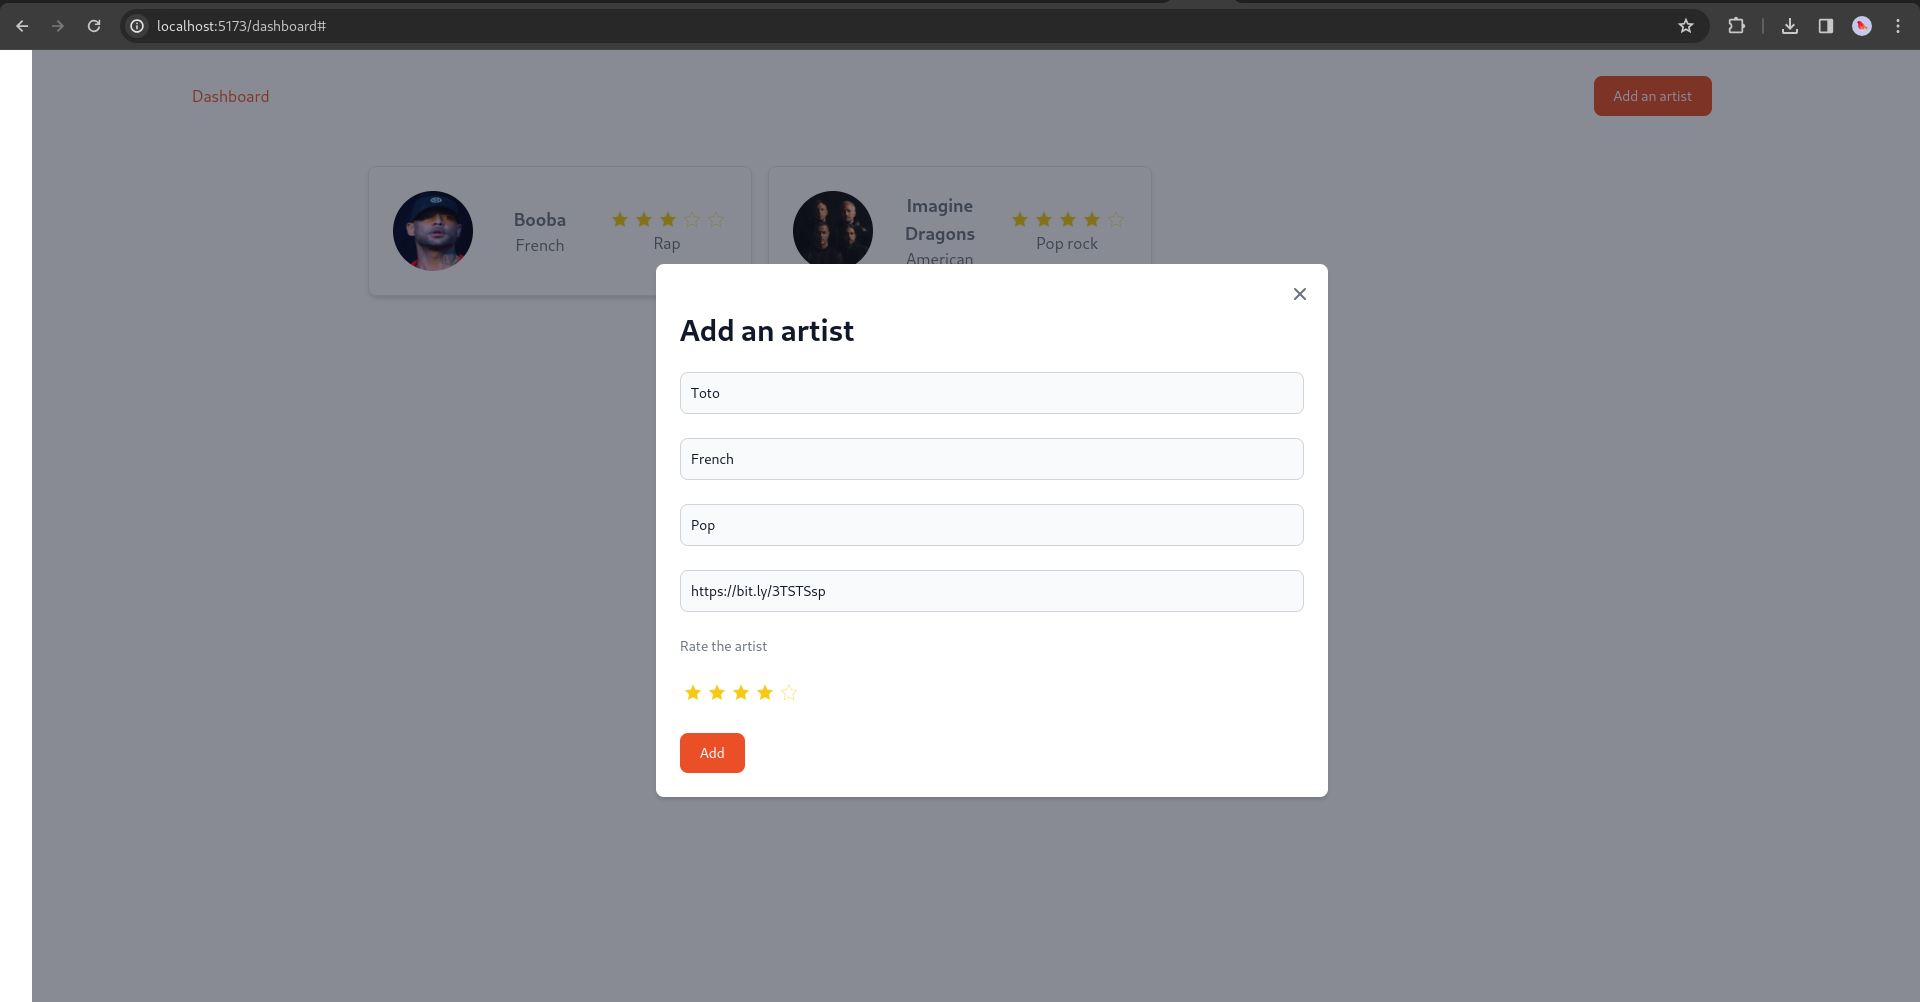 localhost:5173/dashboard#
Dashboard
Add an artist
Booba
French
Rap
Imagine
Dragons
American
Pop rock
Add an artist
Toto
French
Pop
https://bit.ly/3TSTSsp
Rate the artist
Add